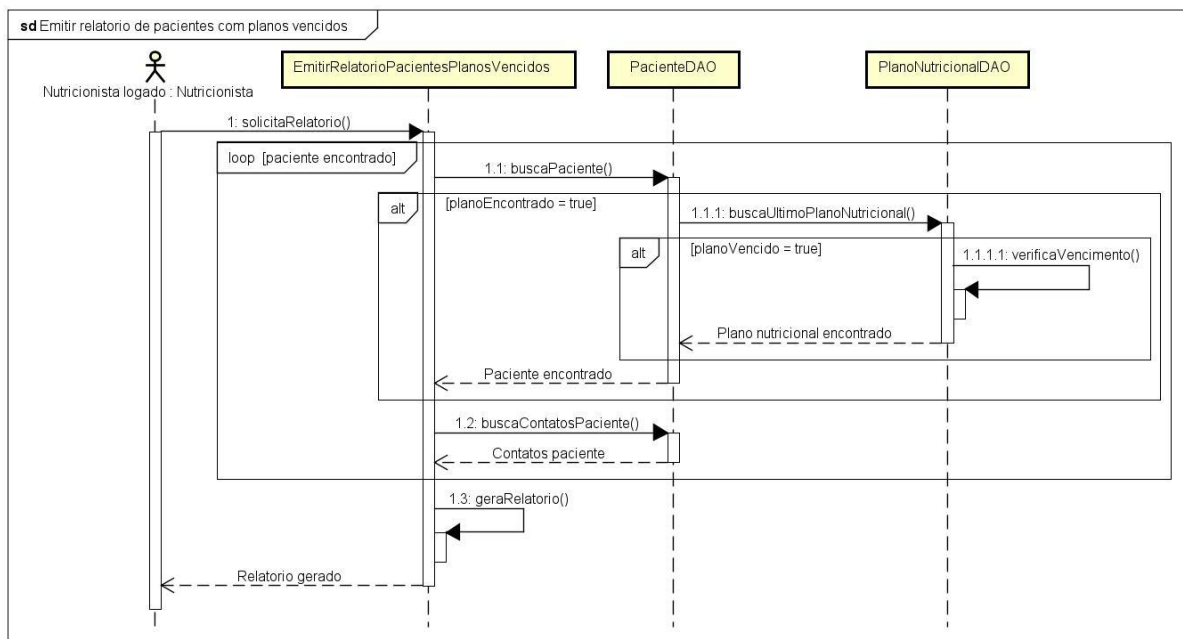 sd Emitir relatorio de pacientes com planos vencidos
Nutricionista logado : Nutricionista
EmitirRelatorioPacientesPlanosVencidos
PacienteDAO
PlanoNutricionalDAO
1: solicitaRelatorio()
loop [paciente encontrado]
1.1: buscaPaciente()
alt [planoEncontrado = true]
1.1.1: buscaUltimoPlanoNutricional()
alt [planoVencido = true]
1.1.1.1: verificaVencimento()
Plano nutricional encontrado
Paciente encontrado
1.2: buscaContatosPaciente()
Contatos paciente
1.3: geraRelatorio()
Relatorio gerado